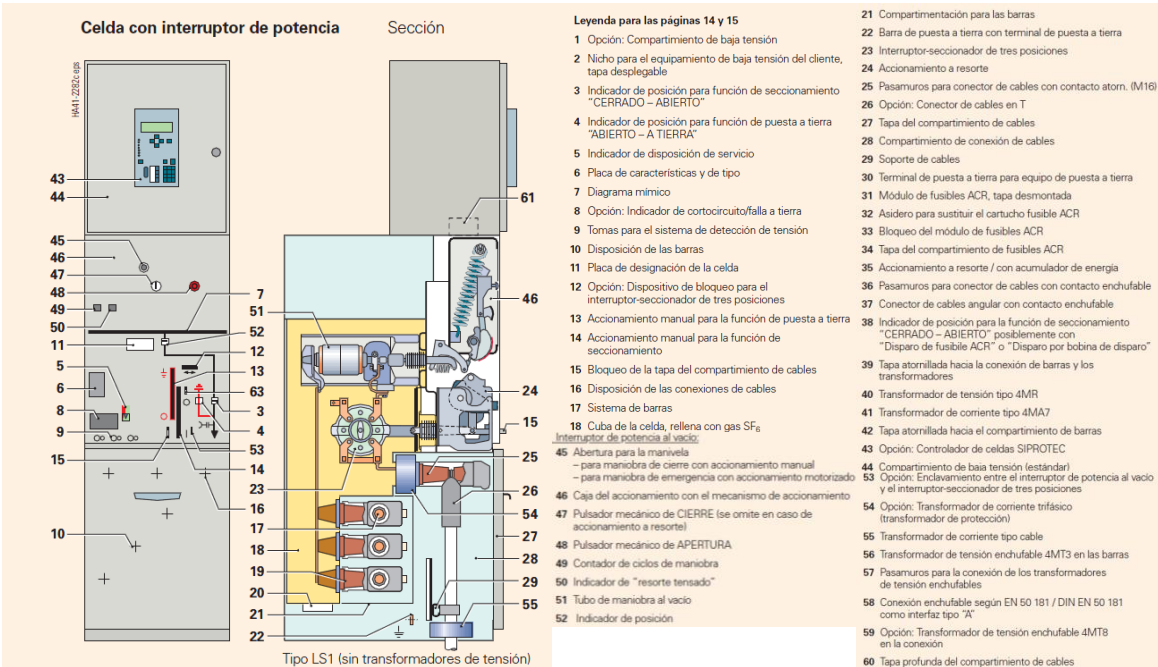 Celda con interruptor de potencia Sección
HA41-2282c.eps
43
44
45
46
47
48
49
50
11
5
6
8
9
15
10
7
52
12
13
63
3
4
53
14
16
51
23
17
18
19
20
21
22
61
46
24
15
25
26
54
27
28
29
55
Tipo LS1 (sin transformadores de tensión)
Leyenda para las páginas 14 y 15
1 Opción: Compartimiento de baja tensión
2 Nicho para el equipamiento de baja tensión del cliente,
tapa desplegable
3 Indicador de posición para función de seccionamiento
"CERRADO – ABIERTO"
4 Indicador de posición para función de puesta a tierra
"ABIERTO – A TIERRA"
5 Indicador de disposición de servicio
6 Placa de características y de tipo
7 Diagrama mímico
8 Opción: Indicador de cortocircuito/falla a tierra
9 Tomas para el sistema de detección de tensión
10 Disposición de las barras
11 Placa de designación de la celda
12 Opción: Dispositivo de bloqueo para el
interruptor-seccionador de tres posiciones
13 Accionamiento manual para la función de puesta a tierra
14 Accionamiento manual para la función de
seccionamiento
15 Bloqueo de la tapa del compartimiento de cables
16 Disposición de las conexiones de cables
17 Sistema de barras
18 Cuba de la celda, rellena con gas SF₆
Interruptor de potencia al vacío:
45 Abertura para la manivela
– para maniobra de cierre con accionamiento manual
– para maniobra de emergencia con accionamiento motorizado
46 Caja del accionamiento con el mecanismo de accionamiento
47 Pulsador mecánico de CIERRE (se omite en caso de
accionamiento a resorte)
48 Pulsador mecánico de APERTURA
49 Contador de ciclos de maniobra
50 Indicador de "resorte tensado"
51 Tubo de maniobra al vacío
52 Indicador de posición
21 Compartimentación para las barras
22 Barra de puesta a tierra con terminal de puesta a tierra
23 Interruptor-seccionador de tres posiciones
24 Accionamiento a resorte
25 Pasamuros para conector de cables con contacto atorn. (M16)
26 Opción: Conector de cables en T
27 Tapa del compartimiento de cables
28 Compartimiento de conexión de cables
29 Soporte de cables
30 Terminal de puesta a tierra para equipo de puesta a tierra
31 Módulo de fusibles ACR, tapa desmontada
32 Asidero para sustituir el cartucho fusible ACR
33 Bloqueo del módulo de fusibles ACR
34 Tapa del compartimiento de fusibles ACR
35 Accionamiento a resorte / con acumulador de energía
36 Pasamuros para conector de cables con contacto enchufable
37 Conector de cables angular con contacto enchufable
38 Indicador de posición para la función de seccionamiento
"CERRADO – ABIERTO" posiblemente con
"Disparo de fusibile ACR" o "Disparo por bobina de disparo"
39 Tapa atornillada hacia la conexión de barras y los
transformadores
40 Transformador de tensión tipo 4MR
41 Transformador de corriente tipo 4MA7
42 Tapa atornillada hacia el compartimiento de barras
43 Opción: Controlador de celdas SIPROTEC
44 Compartimiento de baja tensión (estándar)
53 Opción: Enclavamiento entre el interruptor de potencia al vacío
y el interruptor-seccionador de tres posiciones
54 Opción: Transformador de corriente trifásico
(transformador de protección)
55 Transformador de corriente tipo cable
56 Transformador de tensión enchufable 4MT3 en las barras
57 Pasamuros para la conexión de los transformadores
de tensión enchufables
58 Conexión enchufable según EN 50 181 / DIN EN 50 181
como interfaz tipo "A"
59 Opción: Transformador de tensión enchufable 4MT8
en la conexión
60 Tapa profunda del compartimiento de cables